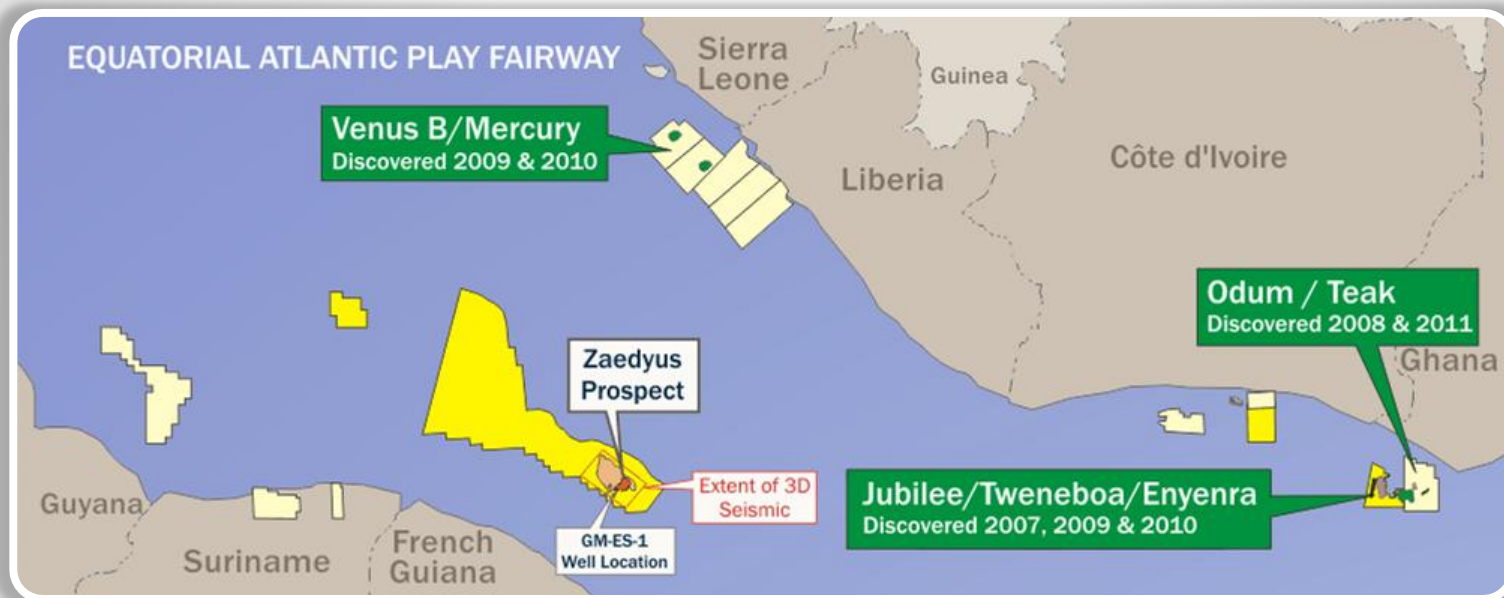 EQUATORIAL ATLANTIC PLAY FAIRWAY
Sierra
Leone
Guinea
Venus B/Mercury
Discovered 2009 & 2010
Côte d'Ivoire
Liberia
Odum / Teak
Discovered 2008 & 2011
Ghana
Zaedyus
Prospect
Extent of 3D
Seismic
Jubilee/Tweneboa/Enyenra
Discovered 2007, 2009 & 2010
Guyana
GM-ES-1
Well Location
Suriname
French
Guiana